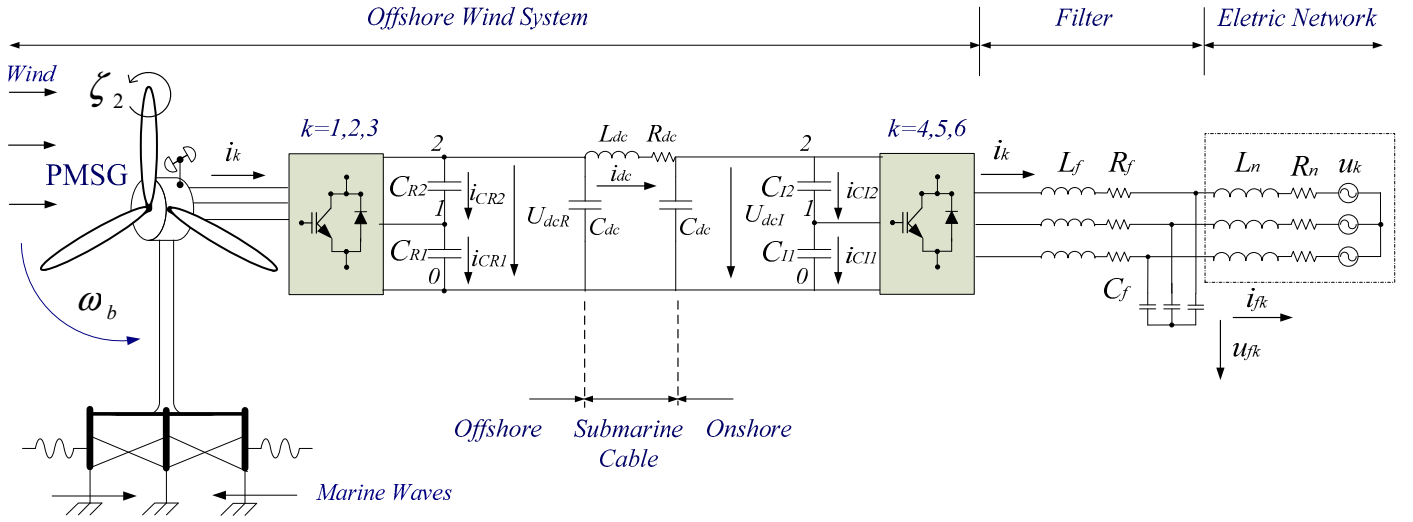 Offshore Wind System
Filter
Eletric Network
Wind
ζ 2
PMSG
ω b
i k
k=1,2,3
2
1
0
C R2
C R1
i CR2
i CR1
U dcR
L dc
R dc
i dc
C dc
C dc
U dcI
2
1
0
C I2
C I1
i CI2
i CI1
k=4,5,6
i k
L f
R f
C f
L n
R n
u k
i fk
u fk
Offshore
Submarine
Cable
Onshore
Marine Waves